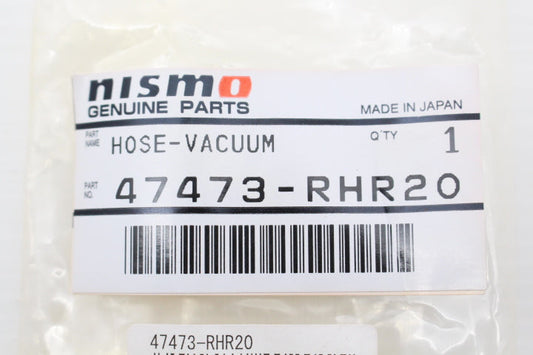 nismo
GENUINE PARTS
MADE IN JAPAN
PART NAME HOSE-VACUUM Q'TY 1
PART NO. 47473-RHR20
47473-RHR20